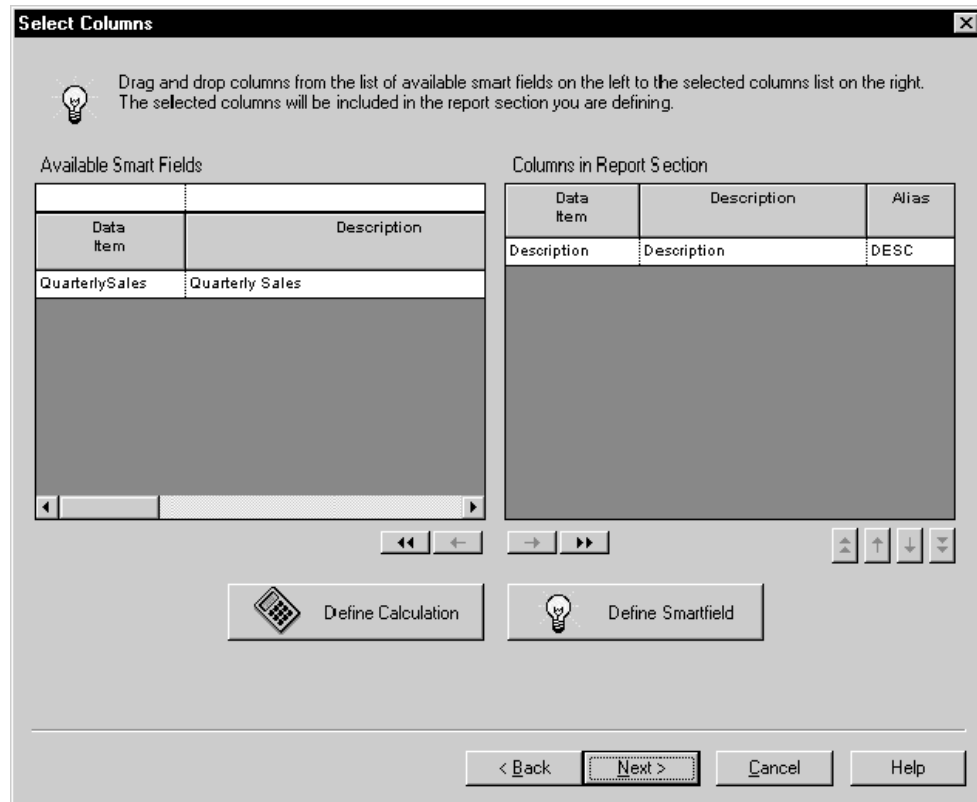 Select Columns
Drag and drop columns from the list of available smart fields on the left to the selected columns list on the right.
The selected columns will be included in the report section you are defining.
Available Smart Fields
Data
Item
Description
QuarterlySales
Quarterly Sales
Columns in Report Section
Data
Item
Description
Alias
Description
Description
DESC
Define Calculation
Define Smartfield
< Back
Next >
Cancel
Help